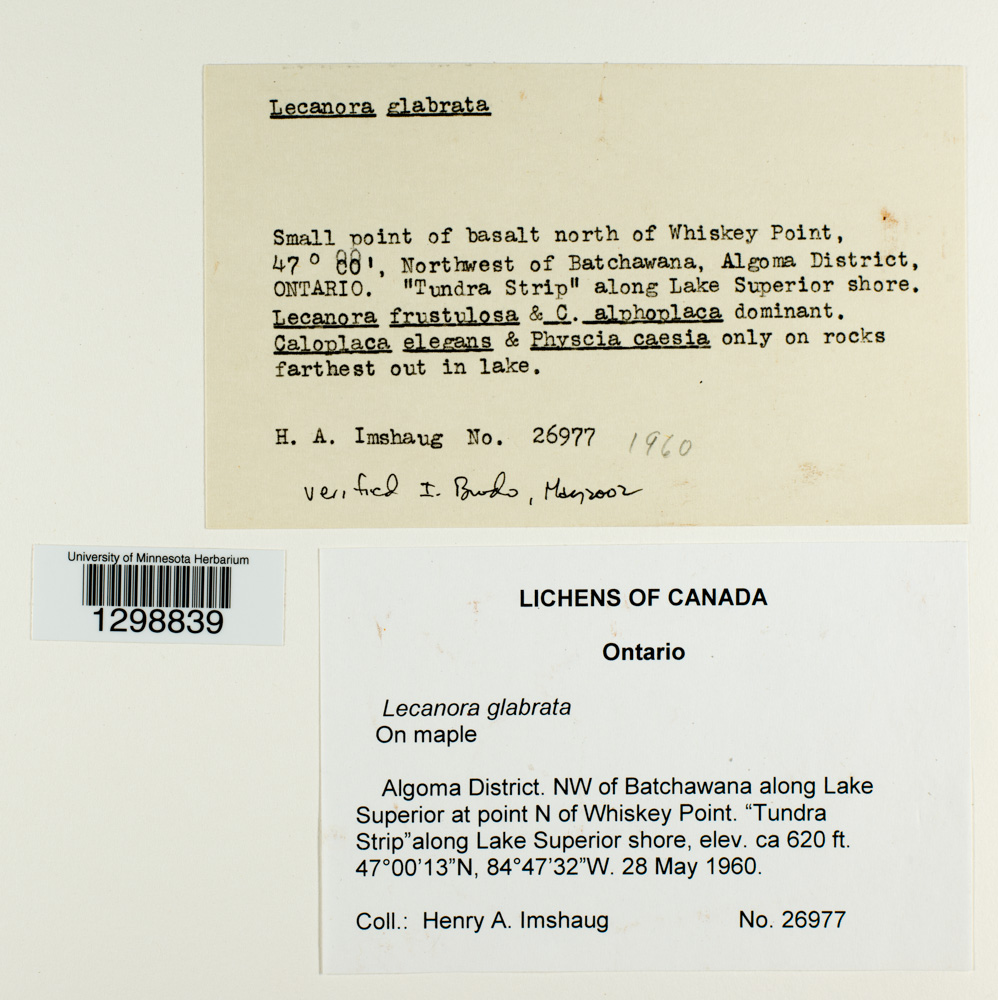 Lecanora glabrata
Small point of basalt north of Whiskey Point,
47° 00', Northwest of Batchawana, Algoma District,
ONTARIO. "Tundra Strip" along Lake Superior shore.
Lecanora frustulosa & C. alphoplaca dominant.
Caloplaca elegans & Physcia caesia only on rocks
farthest out in lake.
H. A. Imshaug No. 26977 1960
verified I. Brodo, May 2002
University of Minnesota Herbarium
1298839
LICHENS OF CANADA
Ontario
Lecanora glabrata
On maple
Algoma District. NW of Batchawana along Lake
Superior at point N of Whiskey Point. “Tundra
Strip”along Lake Superior shore, elev. ca 620 ft.
47°00’13”N, 84°47’32”W. 28 May 1960.
Coll.: Henry A. Imshaug No. 26977